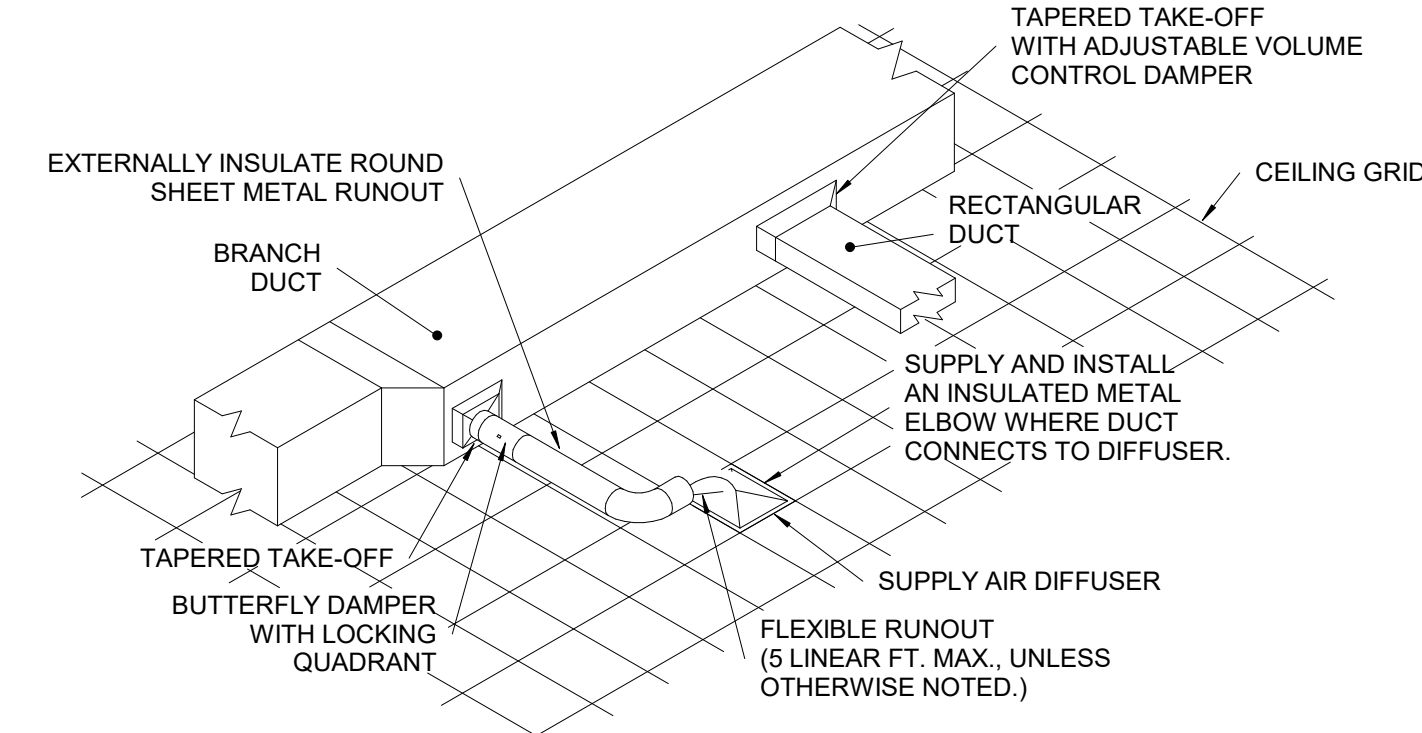 TAPERED TAKE-OFF
WITH ADJUSTABLE VOLUME
CONTROL DAMPER
EXTERNALLY INSULATE ROUND
SHEET METAL RUNOUT
CEILING GRID
RECTANGULAR
DUCT
BRANCH
DUCT
SUPPLY AND INSTALL
AN INSULATED METAL
ELBOW WHERE DUCT
CONNECTS TO DIFFUSER.
TAPERED TAKE-OFF
SUPPLY AIR DIFFUSER
BUTTERFLY DAMPER
WITH LOCKING
QUADRANT
FLEXIBLE RUNOUT
(5 LINEAR FT. MAX., UNLESS
OTHERWISE NOTED.)